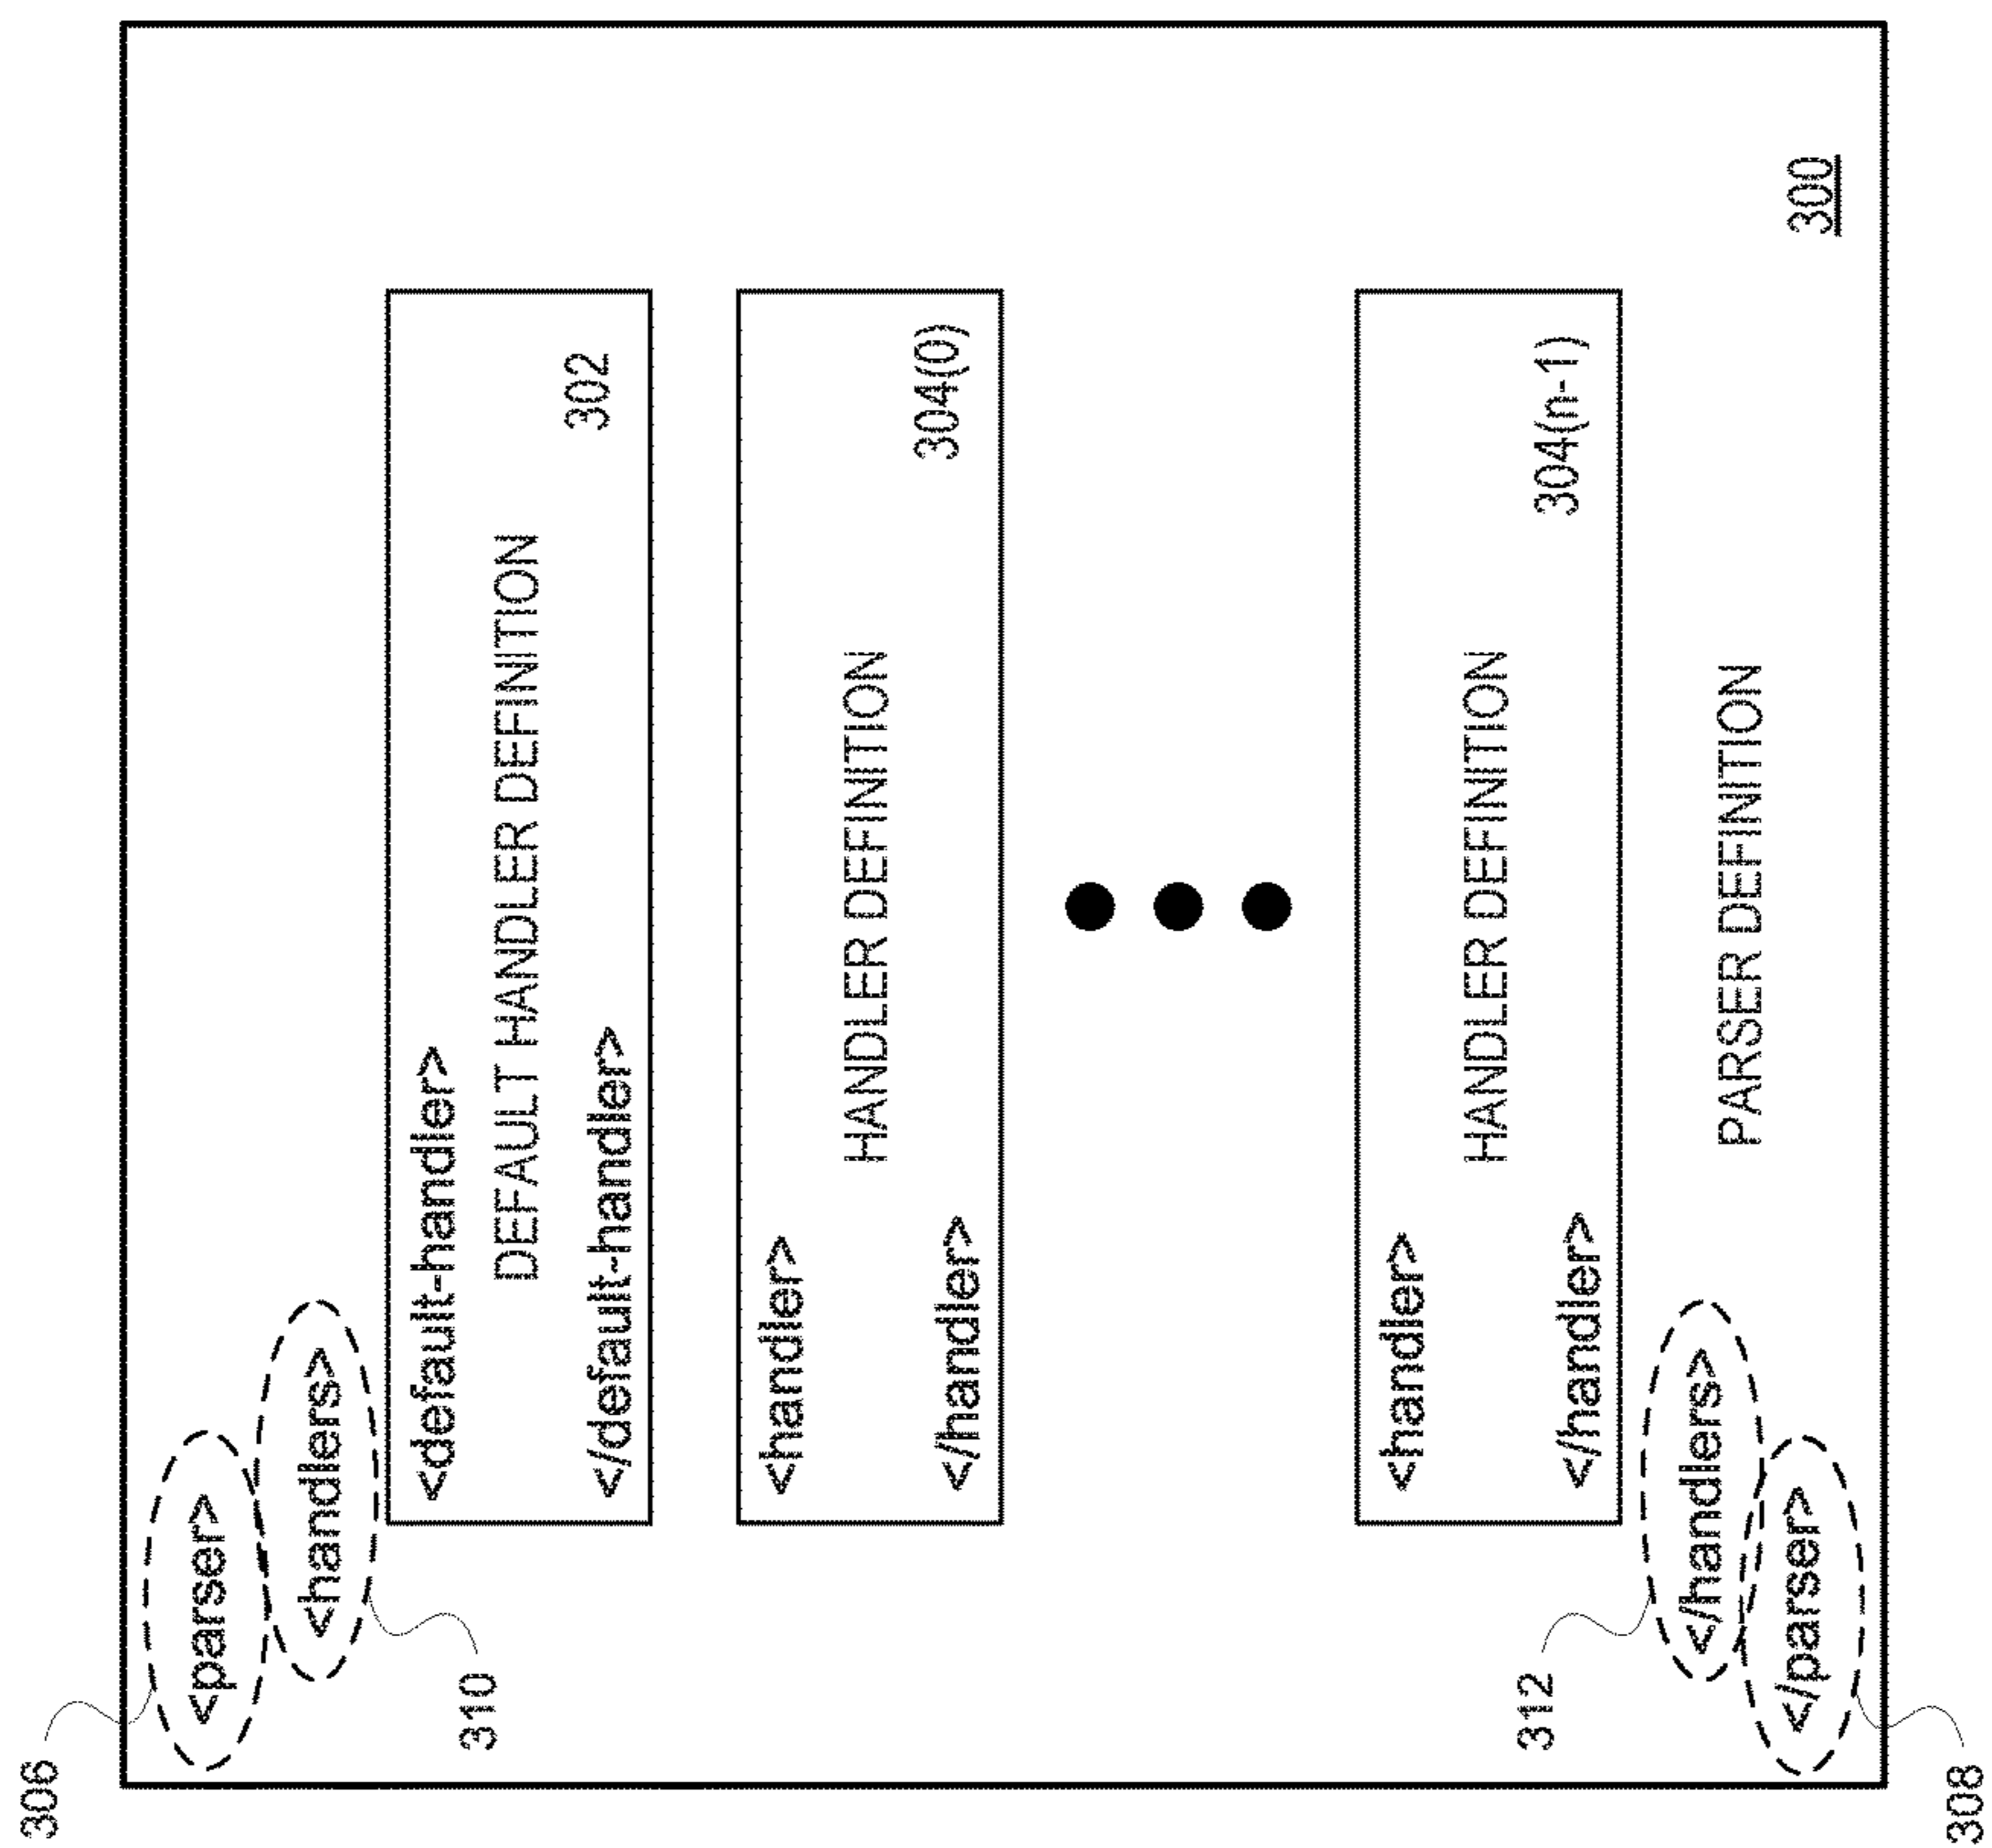 306
<parser>
<handlers>
310
<default-handler>
DEFAULT HANDLER DEFINITION
302
</default-handler>
<handler>
HANDLER DEFINITION
304(0)
</handler>
<handler>
HANDLER DEFINITION
304(n-1)
</handler>
312
</handlers>
PARSER DEFINITION
</parser>
300
308